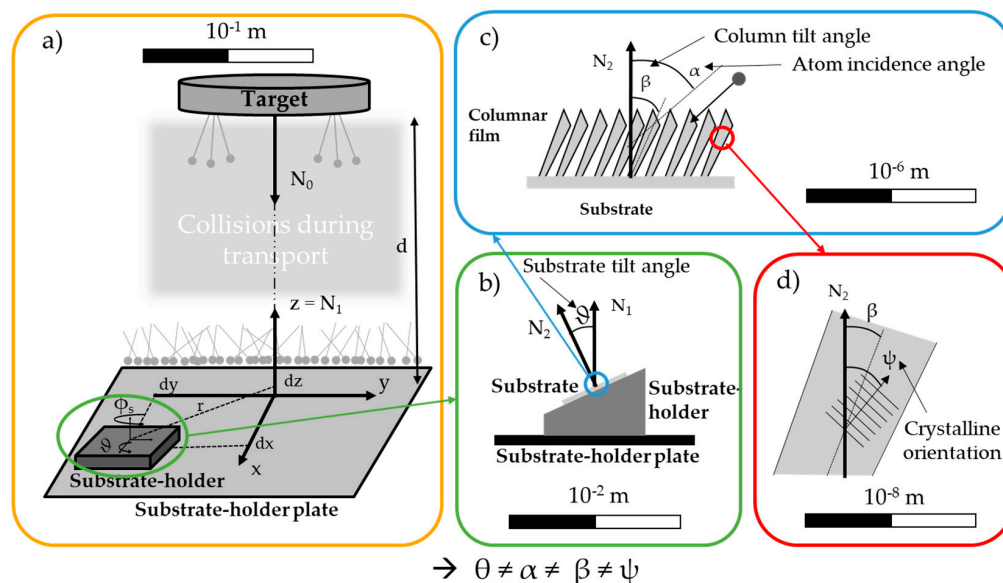 a)
10⁻¹ m
Target
N₀
Collisions during
transport
d
z = N₁
dy
dz
y
Φₛ
r
ϑ
dx
x
Substrate-holder
Substrate-holder plate
c)
Column tilt angle
N₂
α
Atom incidence angle
β
Columnar
film
10⁻⁶ m
Substrate
b)
Substrate tilt angle
ϑ
N₁
N₂
Substrate
Substrate-
holder
Substrate-holder plate
10⁻² m
d)
N₂
β
ψ
Crystalline
orientation
10⁻⁸ m
→ θ ≠ α ≠ β ≠ ψ